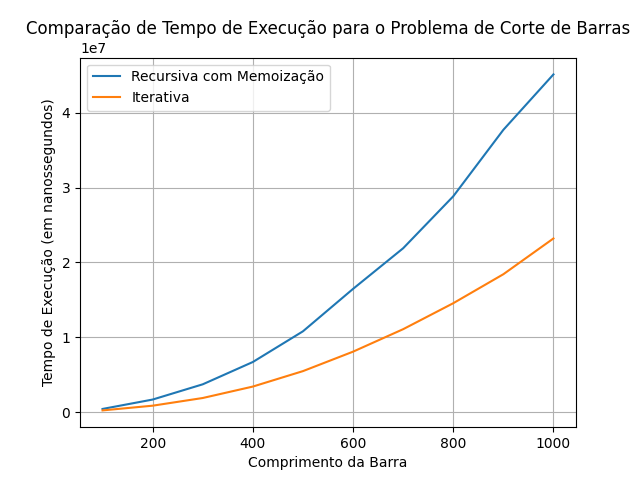 Comparação de Tempo de Execução para o Problema de Corte de Barras
1e7
Recursiva com Memoização
Iterativa
4
3
2
1
0
Tempo de Execução (em nanossegundos)
200 400 600 800 1000
Comprimento da Barra